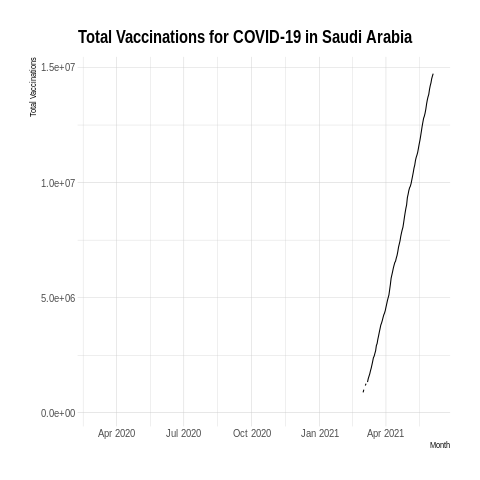 Total Vaccinations for COVID-19 in Saudi Arabia
Total Vaccinations
1.5e+07
1.0e+07
5.0e+06
0.0e+00
Apr 2020 Jul 2020 Oct 2020 Jan 2021 Apr 2021
Month